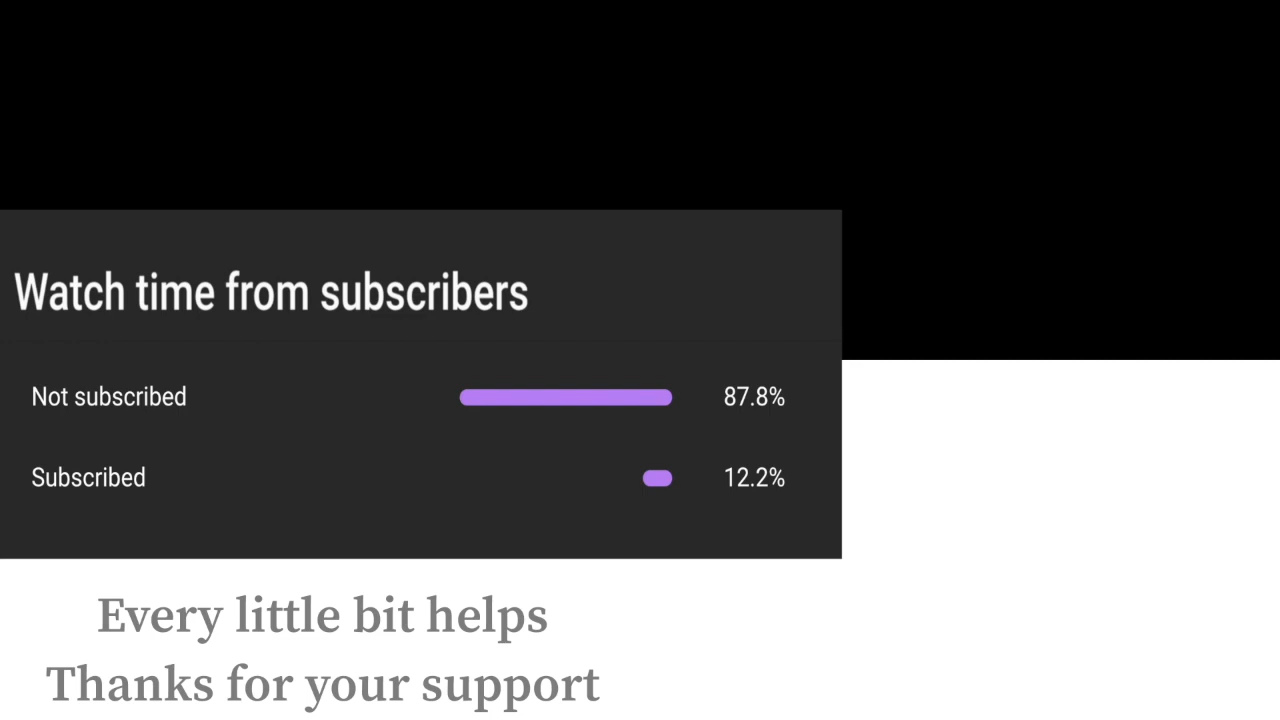 Watch time from subscribers
Not subscribed 87.8%
Subscribed 12.2%
Every little bit helps
Thanks for your support